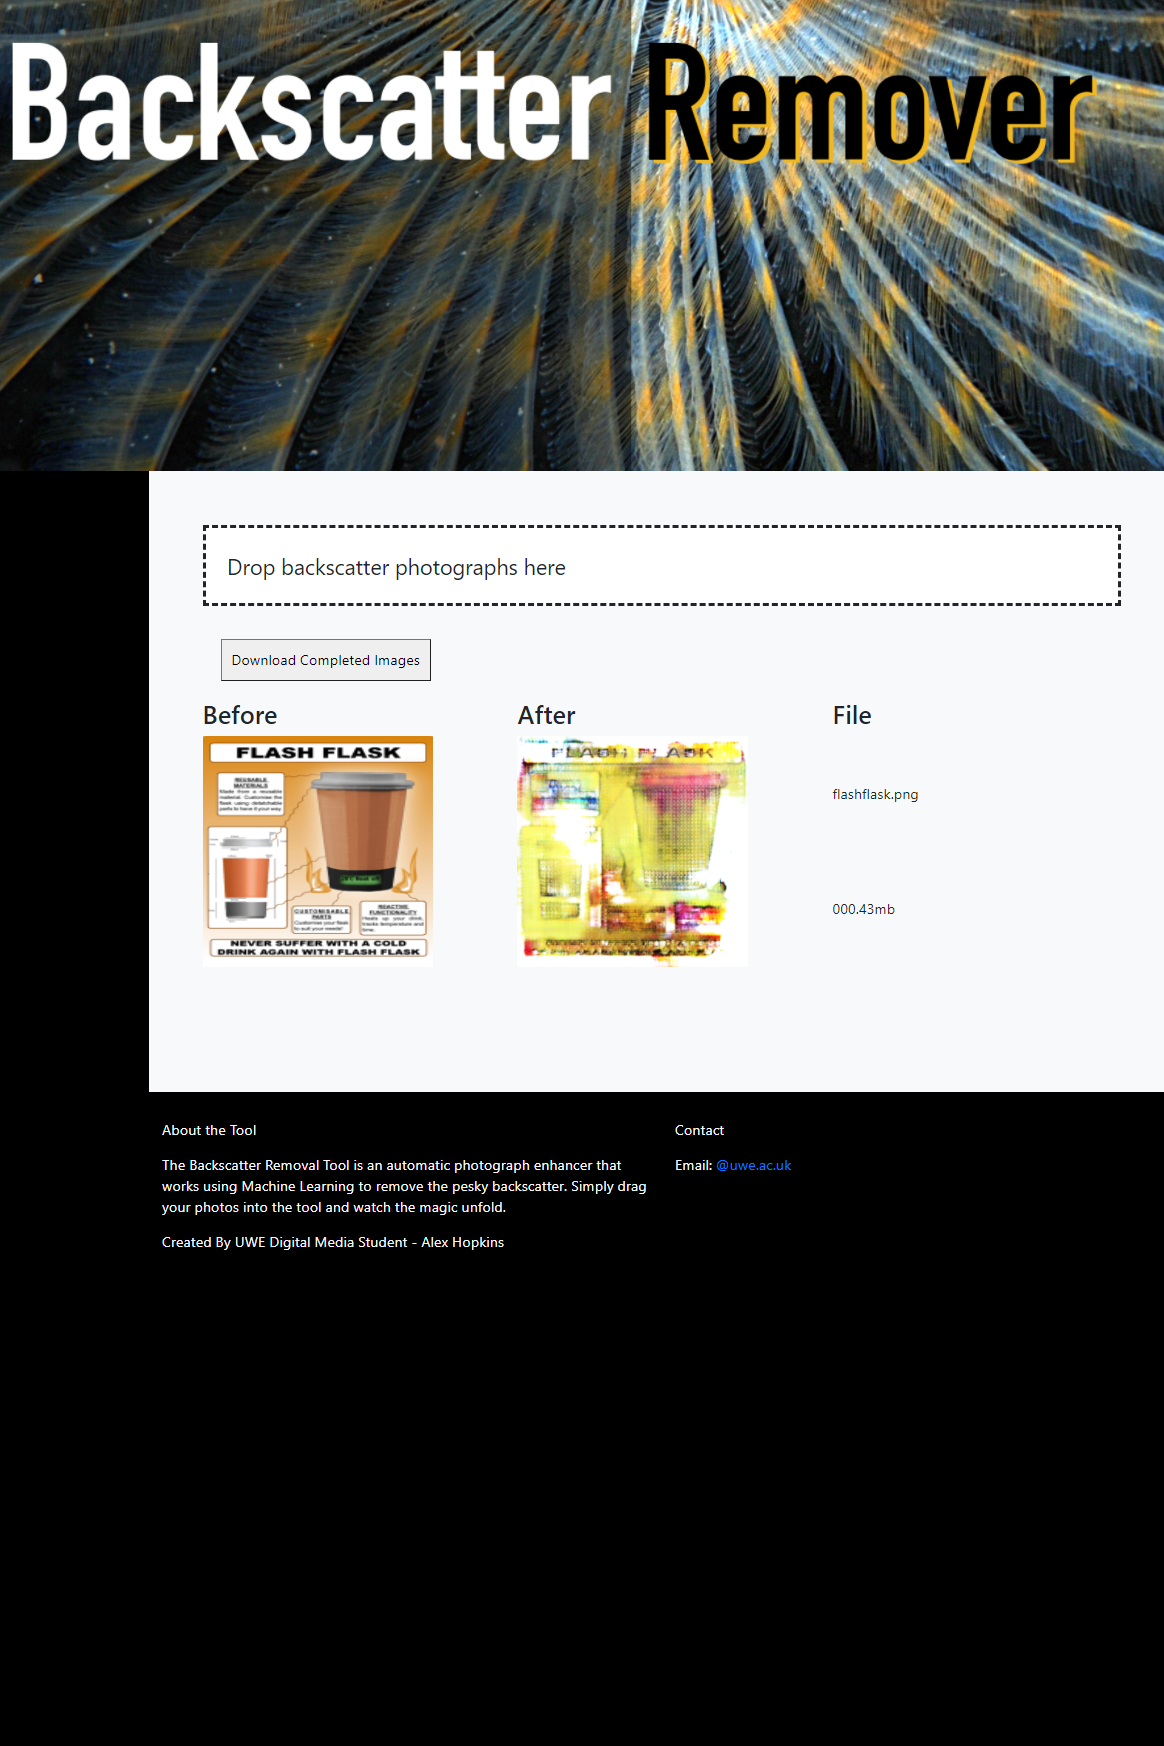 Backscatter Remover
Drop backscatter photographs here
Download Completed Images
Before
After
File
FLASH FLASK
REUSABLE
MATERIALS
Made from a reusable
material. Customise the
flask using detatchable
parts to have it your way.
CUSTOMISABLE
PARTS
Customise your flask
to suit your needs!
REACTIVE
FUNCTIONALITY
Heats up your drink,
tracks temperature and
time.
NEVER SUFFER WITH A COLD
DRINK AGAIN WITH FLASH FLASK
FLASH FLASK
flashflask.png
000.43mb
About the Tool
The Backscatter Removal Tool is an automatic photograph enhancer that
works using Machine Learning to remove the pesky backscatter. Simply drag
your photos into the tool and watch the magic unfold.
Created By UWE Digital Media Student - Alex Hopkins
Contact
Email: @uwe.ac.uk